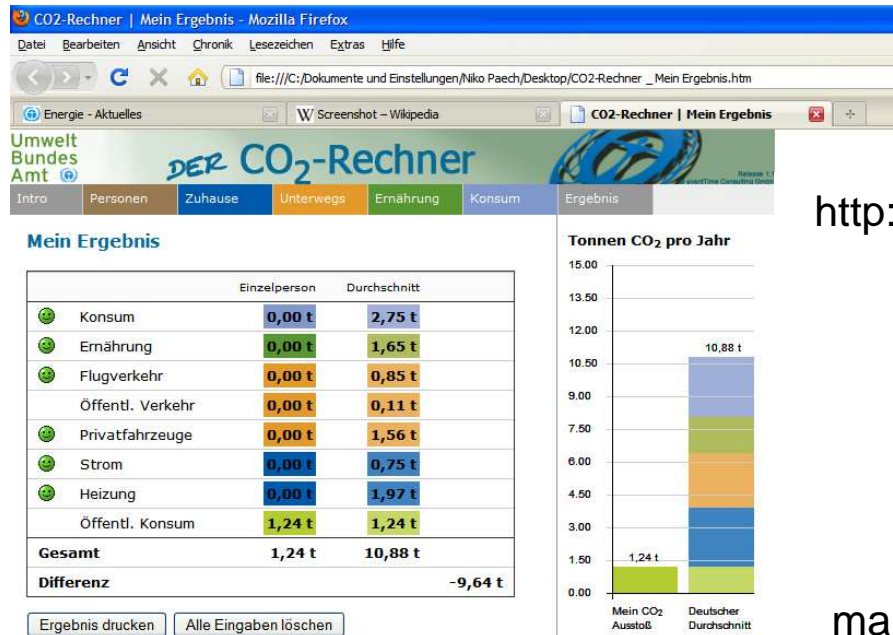 CO2-Rechner | Mein Ergebnis - Mozilla Firefox
Datei Bearbeiten Ansicht Chronik Lesezeichen Extras Hilfe
file:///C:/Dokumente und Einstellungen/Niko Paech/Desktop/CO2-Rechner _ Mein Ergebnis.htm
Energie - Aktuelles
Screenshot – Wikipedia
CO2-Rechner | Mein Ergebnis
Umwelt
Bundes
Amt
DER CO₂-Rechner
Intro Personen Zuhause Unterwegs Ernährung Konsum Ergebnis
Mein Ergebnis
Einzelperson Durchschnitt
Konsum 0,00 t 2,75 t
Ernährung 0,00 t 1,65 t
Flugverkehr 0,00 t 0,85 t
Öffentl. Verkehr 0,00 t 0,11 t
Privatfahrzeuge 0,00 t 1,56 t
Strom 0,00 t 0,75 t
Heizung 0,00 t 1,97 t
Öffentl. Konsum 1,24 t 1,24 t
Gesamt 1,24 t 10,88 t
Differenz -9,64 t
Ergebnis drucken Alle Eingaben löschen
Tonnen CO₂ pro Jahr
15.00
13.50
12.00
10,88 t
10.50
9.00
7.50
6.00
4.50
3.00
1.50
1,24 t
0.00
Mein CO₂
Ausstoß
Deutscher
Durchschnitt
http:
ma